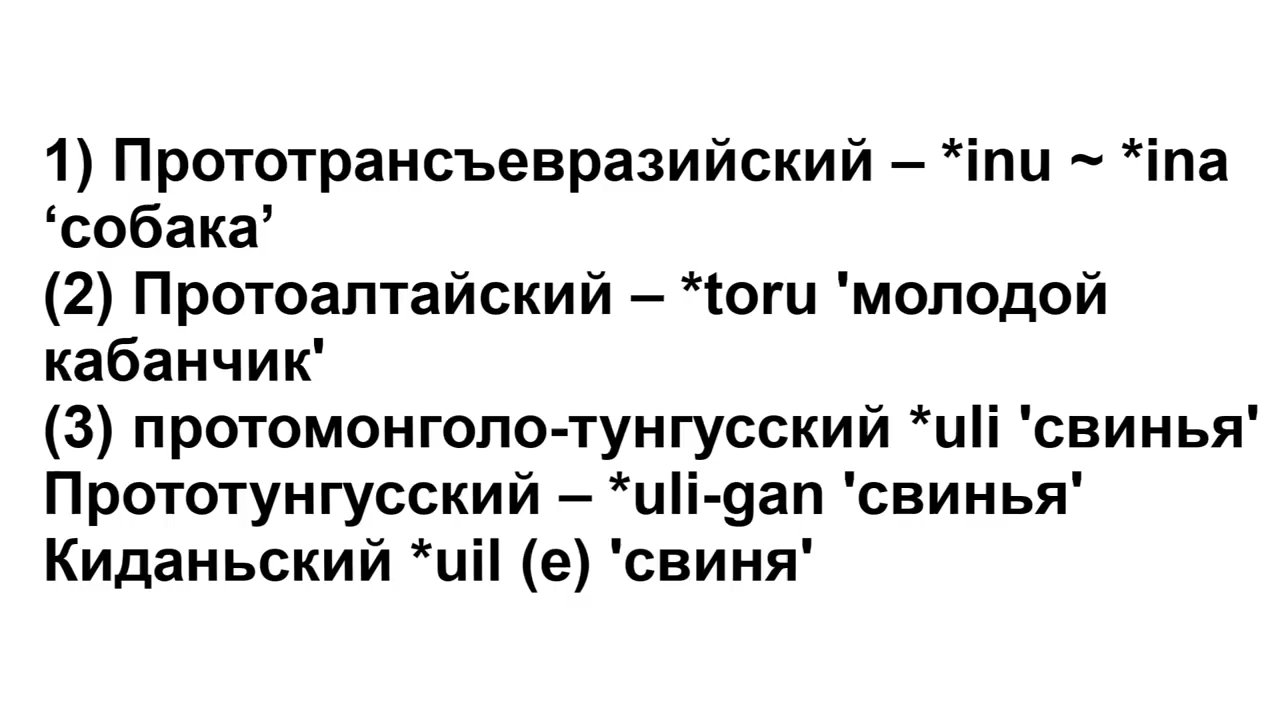 1) Прототрансъевразийский – *inu ~ *ina
‘собака’
(2) Протоалтайский – *toru 'молодой
кабанчик'
(3) протомонголо-тунгусский *uli 'свинья'
Прототунгусский – *uli-gan 'свинья'
Киданьский *uil (e) 'свиня'